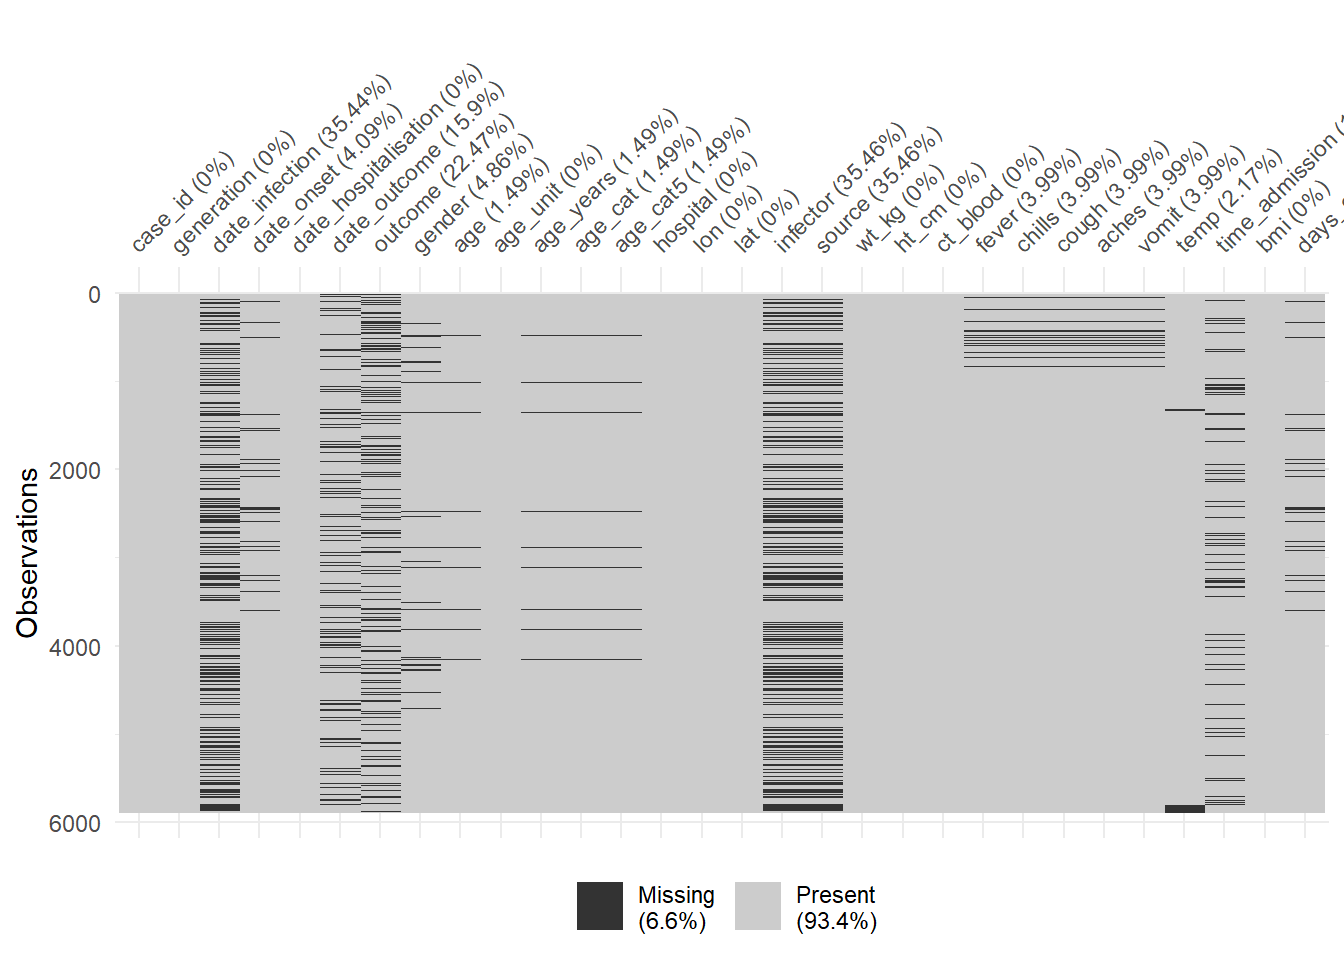 case_id (0%)
generation (0%)
date_infection (35.44%)
date_onset (4.09%)
date_hospitalisation (0%)
date_outcome (15.9%)
outcome (22.47%)
gender (4.86%)
age (1.49%)
age_unit (0%)
age_years (1.49%)
age_cat (1.49%)
age_cat5 (1.49%)
hospital (0%)
lon (0%)
lat (0%)
infector (35.46%)
source (35.46%)
wt_kg (0%)
ht_cm (0%)
ct_blood (0%)
fever (3.99%)
chills (3.99%)
cough (3.99%)
aches (3.99%)
vomit (3.99%)
temp (2.17%)
time_admission (1
bmi (0%)
days_
0
2000
4000
6000
Observations
Missing
(6.6%)
Present
(93.4%)